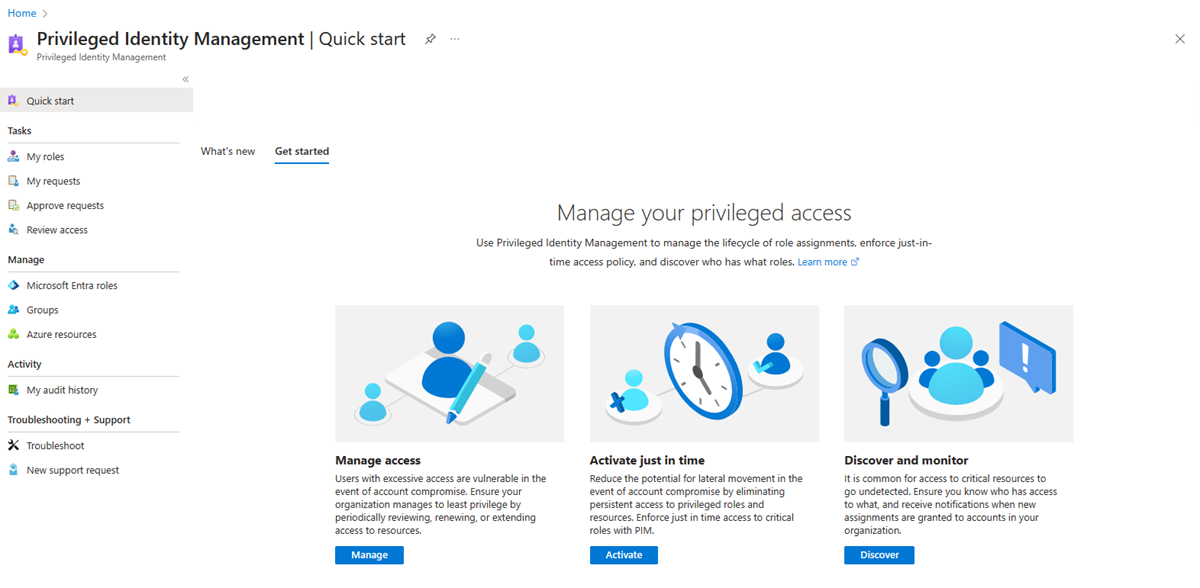 Home
Privileged Identity Management | Quick start
Privileged Identity Management
Quick start
Tasks
My roles
My requests
Approve requests
Review access
Manage
Microsoft Entra roles
Groups
Azure resources
Activity
My audit history
Troubleshooting + Support
Troubleshoot
New support request
What's new
Get started
Manage your privileged access
Use Privileged Identity Management to manage the lifecycle of role assignments, enforce just-in-
time access policy, and discover who has what roles. Learn more
Manage access
Users with excessive access are vulnerable in the
event of account compromise. Ensure your
organization manages to least privilege by
periodically reviewing, renewing, or extending
access to resources.
Manage
Activate just in time
Reduce the potential for lateral movement in the
event of account compromise by eliminating
persistent access to privileged roles and
resources. Enforce just in time access to critical
roles with PIM.
Activate
Discover and monitor
It is common for access to critical resources to
go undetected. Ensure you know who has access
to what, and receive notifications when new
assignments are granted to accounts in your
organization.
Discover